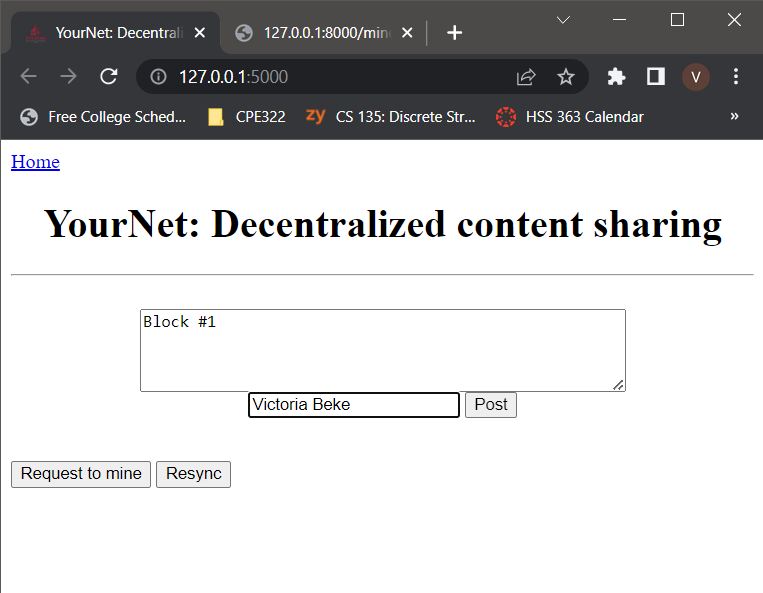 YourNet: Decentrali
127.0.0.1:8000/mine
127.0.0.1:5000
V
Free College Sched...
CPE322
zy CS 135: Discrete Str...
HSS 363 Calendar
»
Home
YourNet: Decentralized content sharing
Block #1
Victoria Beke
Post
Request to mine
Resync